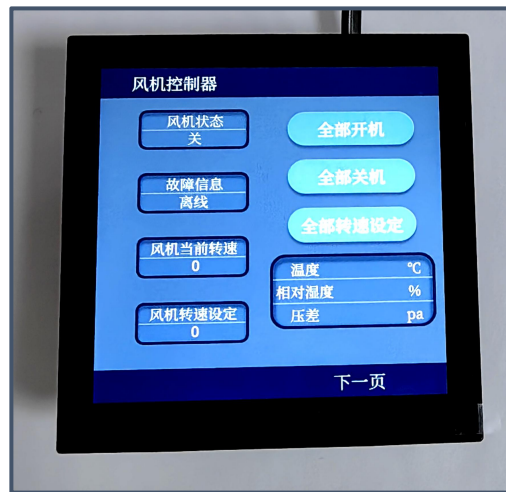 风机控制器
风机状态
关
故障信息
离线
风机当前转速
0
风机转速设定
0
全部开机
全部关机
全部转速设定
温度 ℃
相对湿度 %
压差 pa
下一页